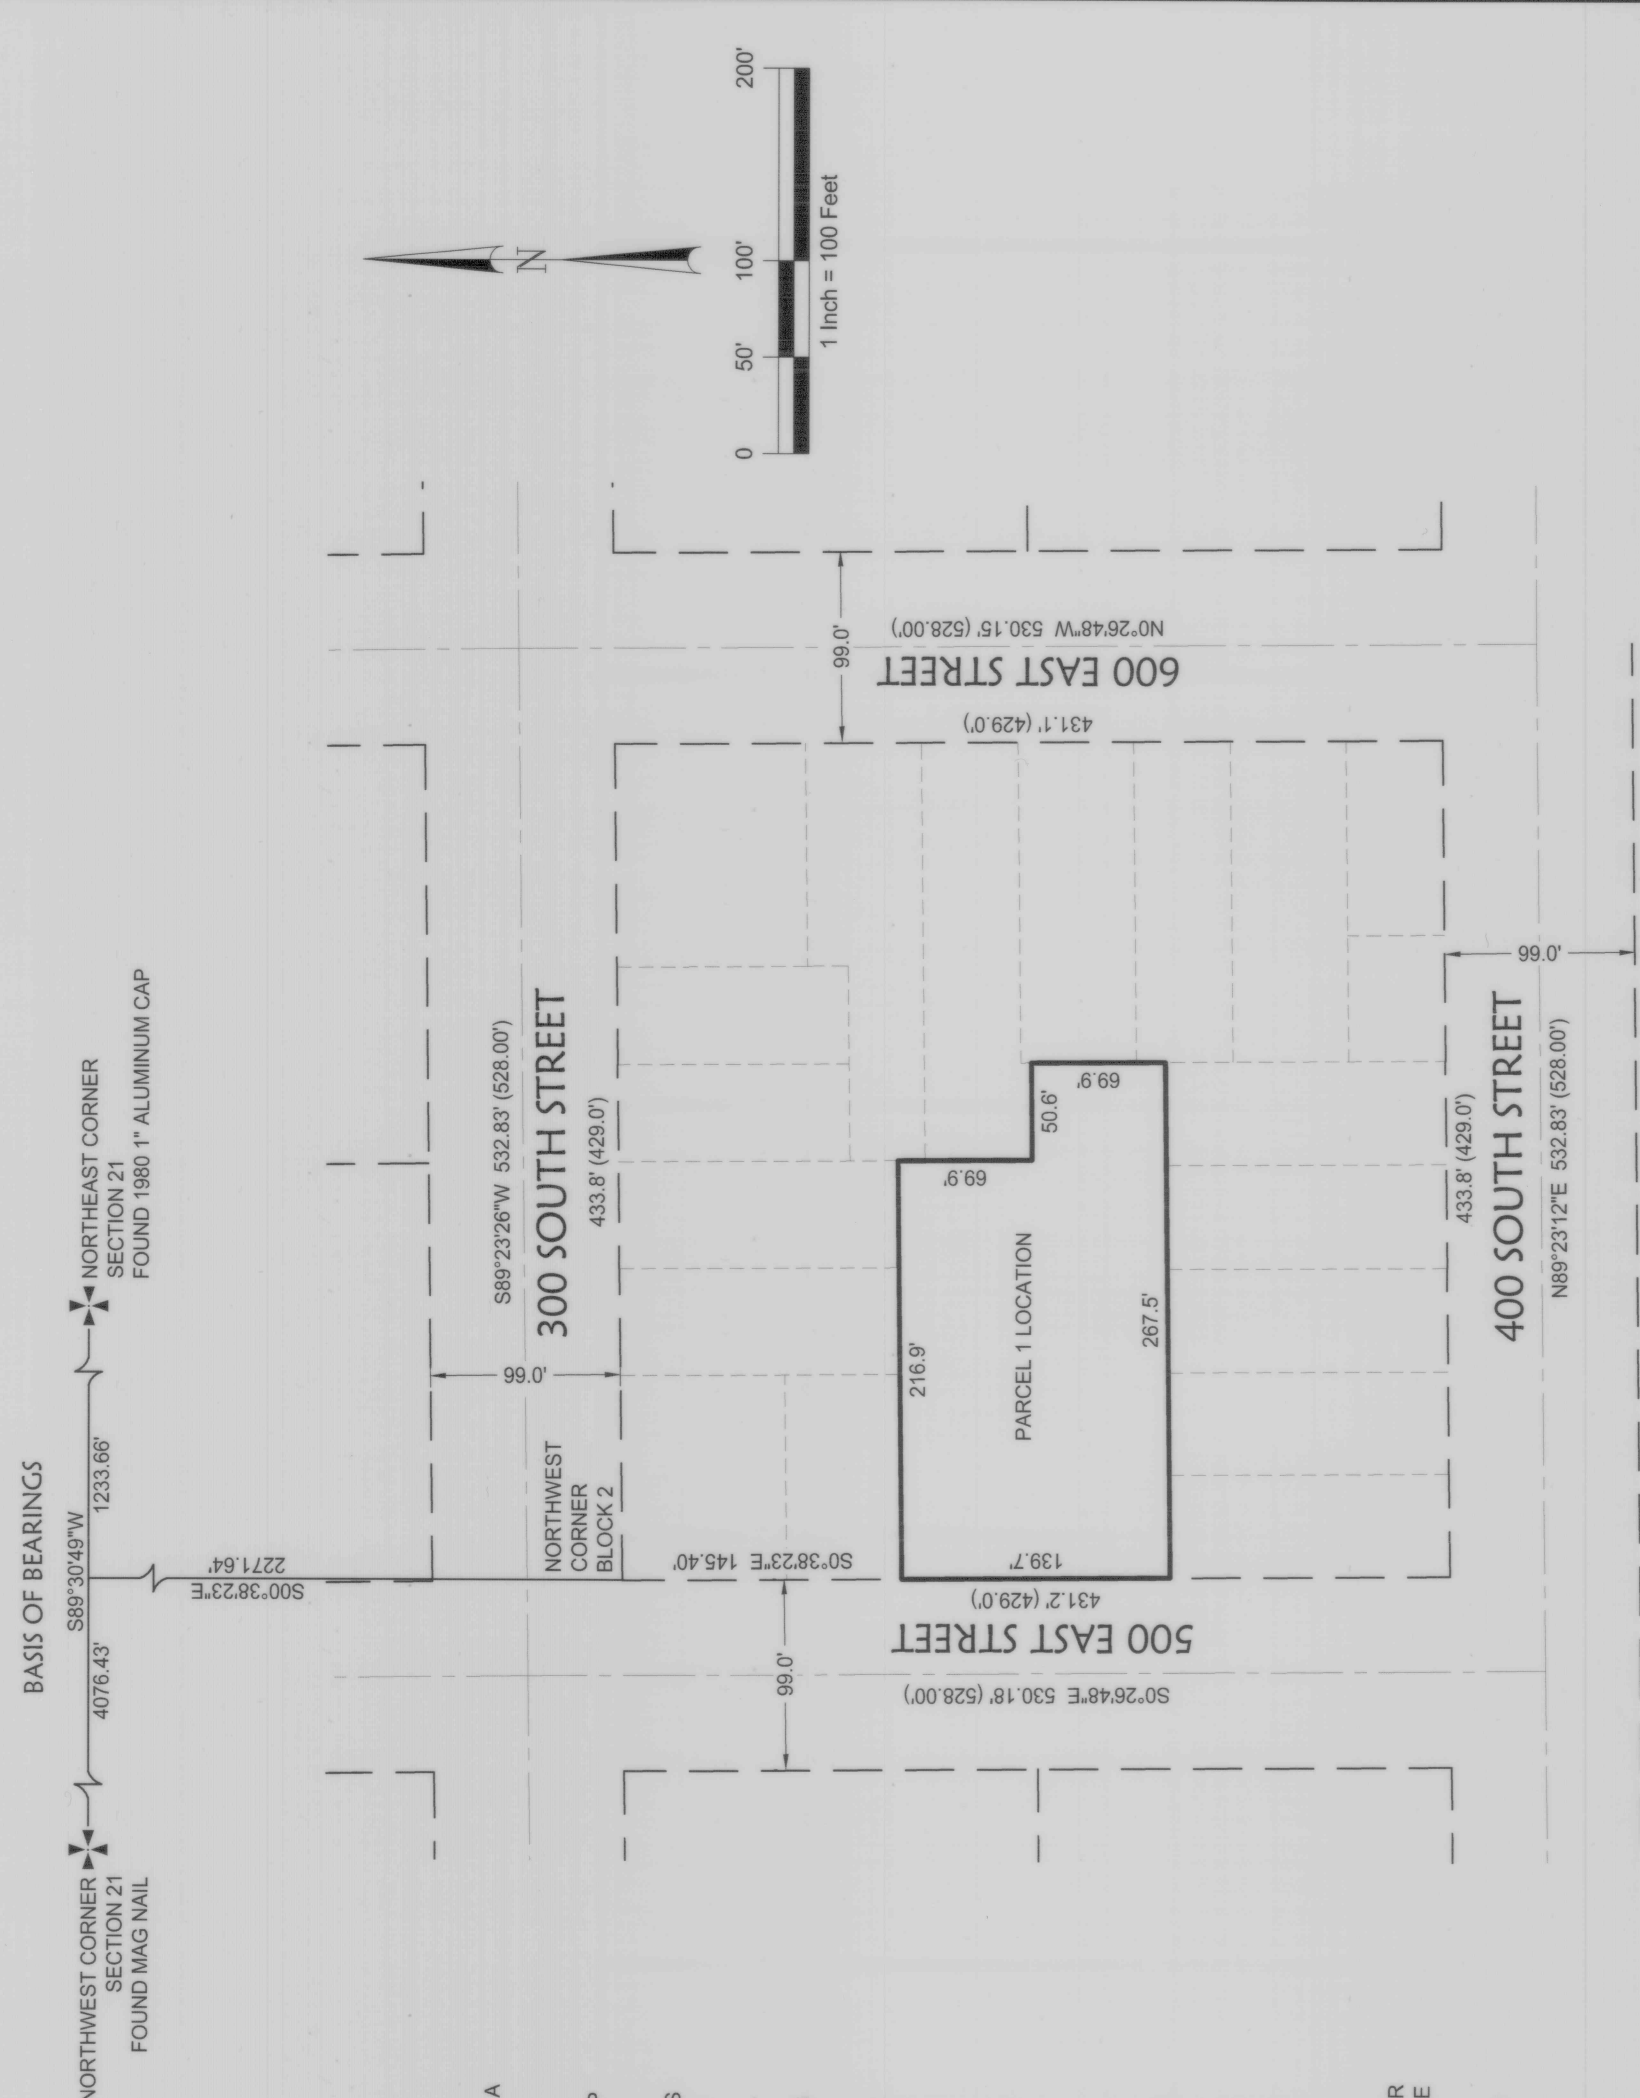 BASIS OF BEARINGS
S89°30'49"W
4076.43'
1233.66'
NORTHWEST CORNER
SECTION 21
FOUND MAG NAIL
NORTHEAST CORNER
SECTION 21
FOUND 1980 1" ALUMINUM CAP
S00°38'23"E
2271.64'
N
0
50'
100'
200'
1 Inch = 100 Feet
S89°23'26"W 532.83' (528.00')
300 SOUTH STREET
433.8' (429.0')
99.0'
NORTHWEST
CORNER
BLOCK 2
S0°38'23"E 145.40'
99.0'
S0°26'48"E 530.18' (528.00')
500 EAST STREET
431.2' (429.0')
139.7'
216.9'
PARCEL 1 LOCATION
69.9'
50.6'
69.9'
267.5'
431.1' (429.0')
600 EAST STREET
N0°26'48"W 530.15' (528.00')
99.0'
433.8' (429.0')
400 SOUTH STREET
N89°23'12"E 532.83' (528.00')
99.0'
A
R
E